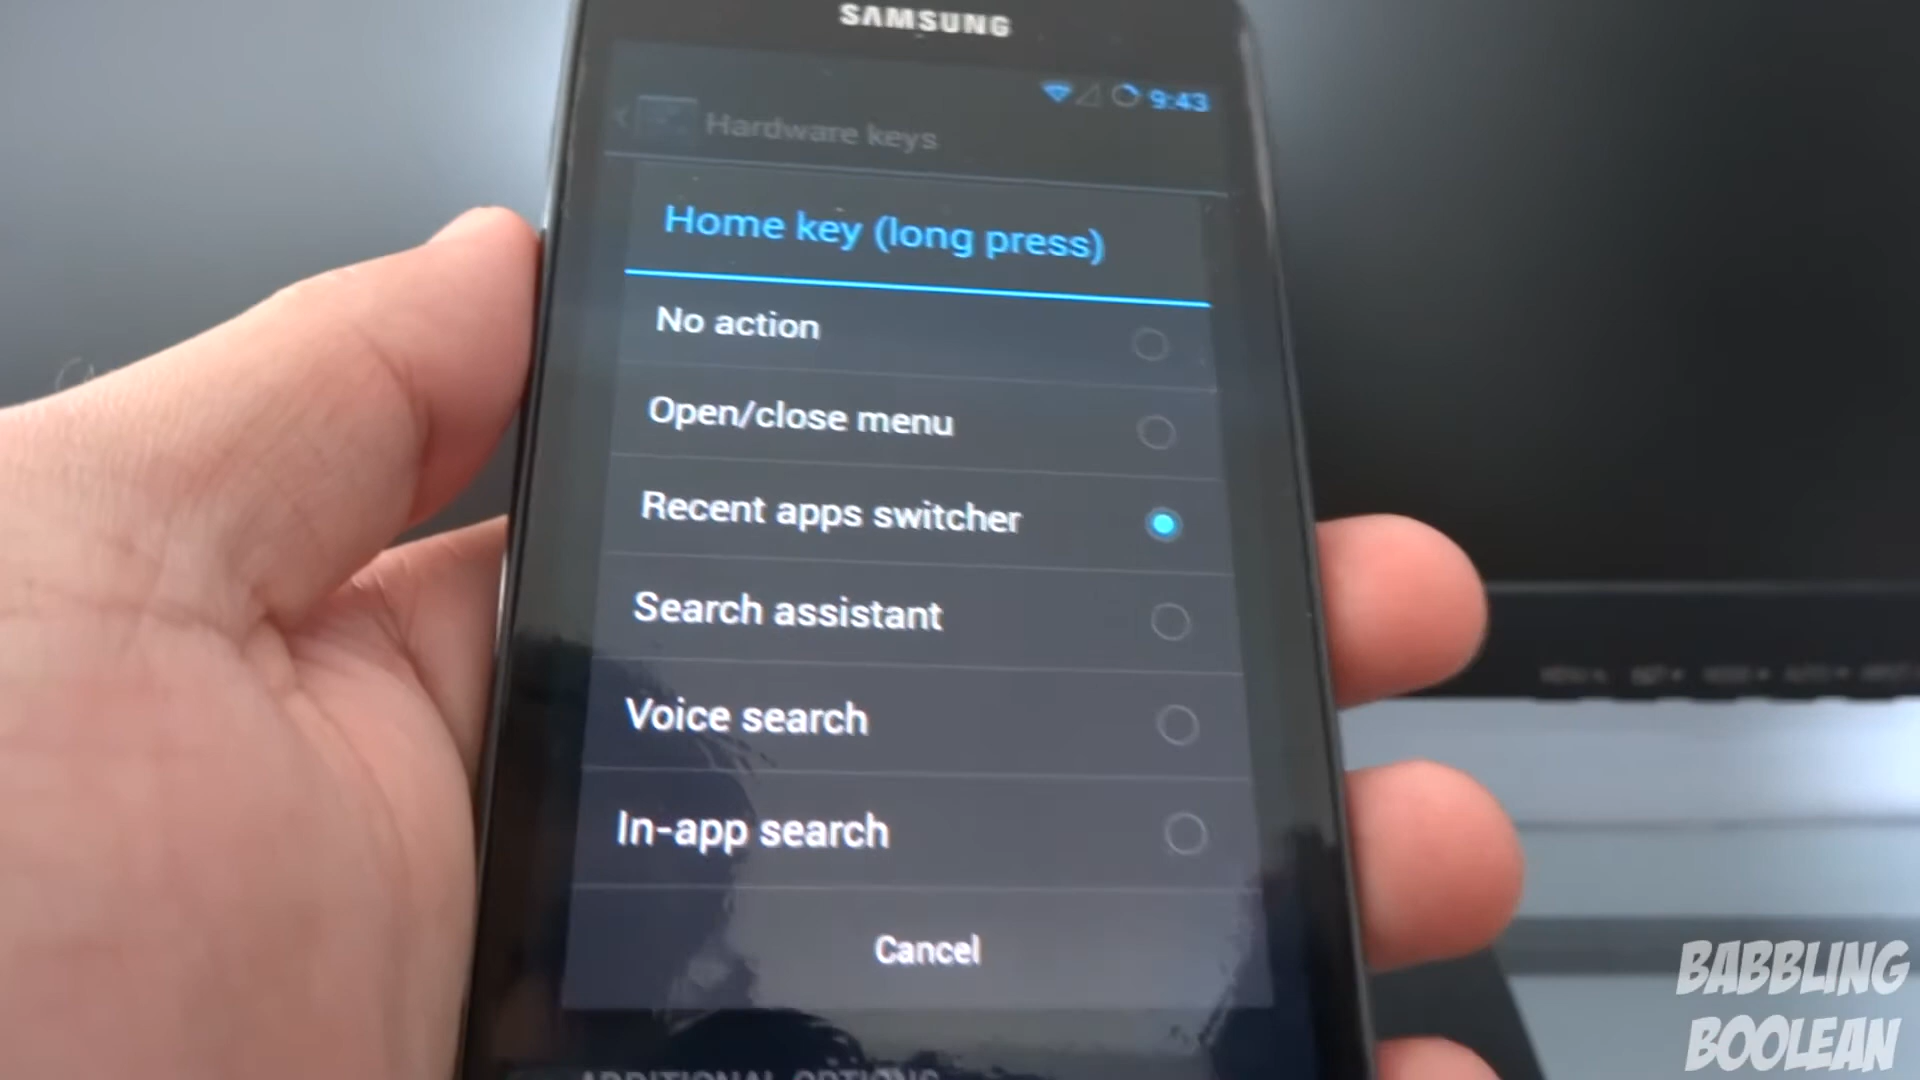 SAMSUNG
9:43
Hardware keys
Home key (long press)
No action
Open/close menu
Recent apps switcher
Search assistant
Voice search
In-app search
Cancel
ADDITIONAL OPTIONS
BABBLING
BOOLEAN